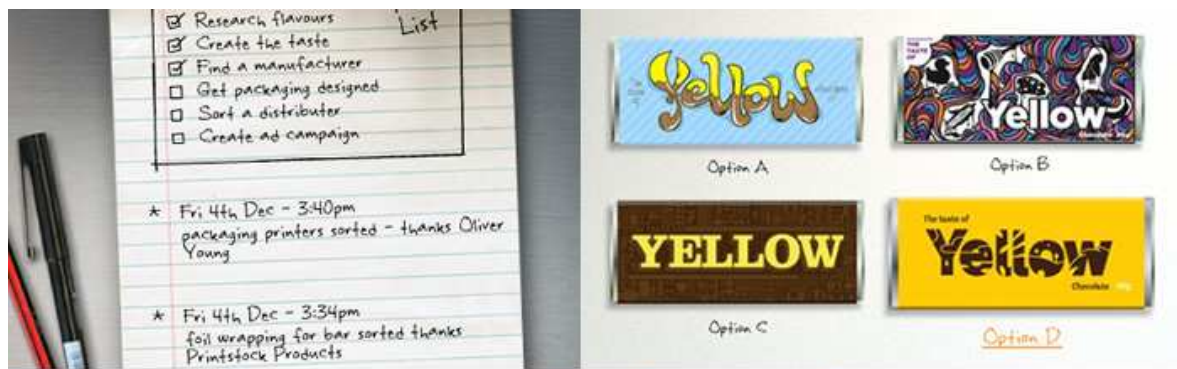 List
Research flavours
Create the taste
Find a manufacturer
Get packaging designed
Sort a distributer
Create ad campaign
* Fri 4th Dec - 3:40pm
packaging printers sorted - thanks Oliver
Young
* Fri 4th Dec - 3:34pm
foil wrapping for bar sorted thanks
Printstock Products
Yellow
Option A
THE
TASTE
OF
Yellow
Chocolate
Option B
YELLOW
Option C
The taste of
Yellow
Chocolate
Option D